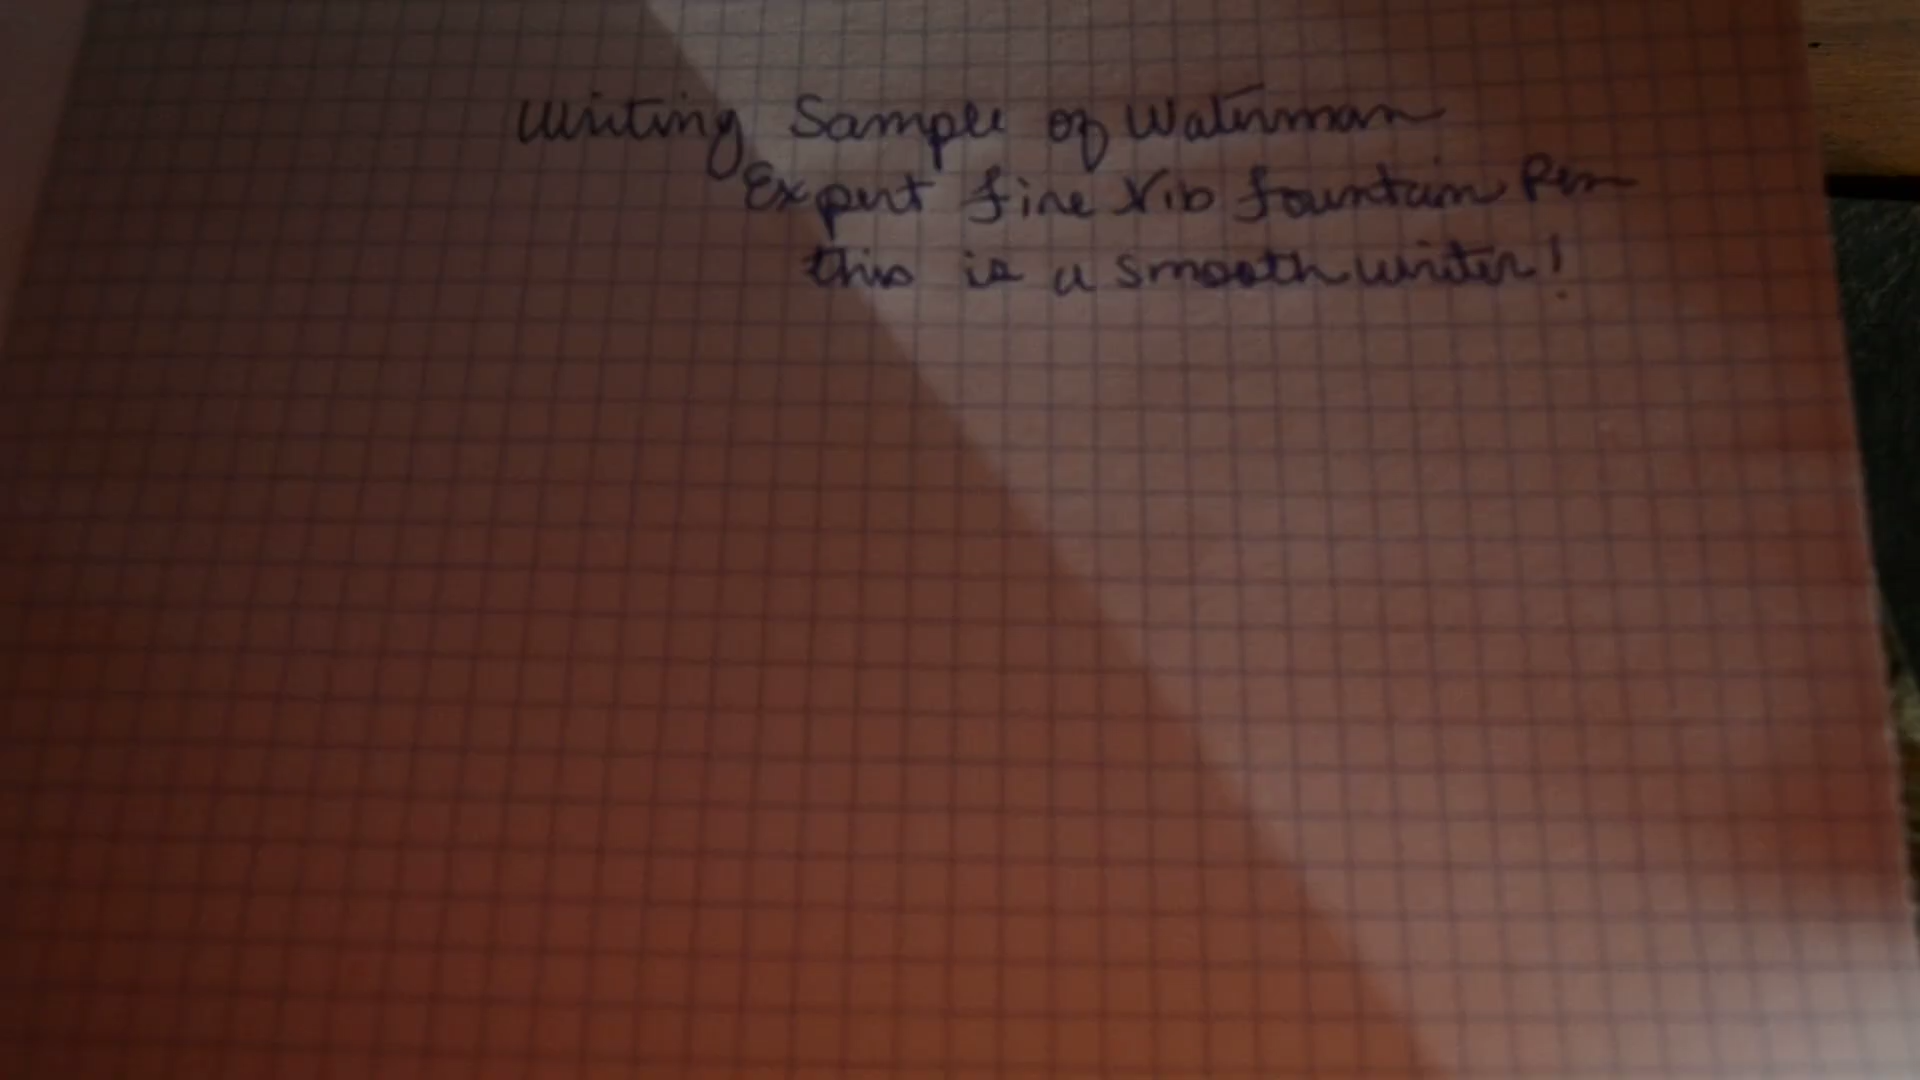 Writing Sample of Waterman
Expert fine Nib fountain Pen
this is a smooth writer!